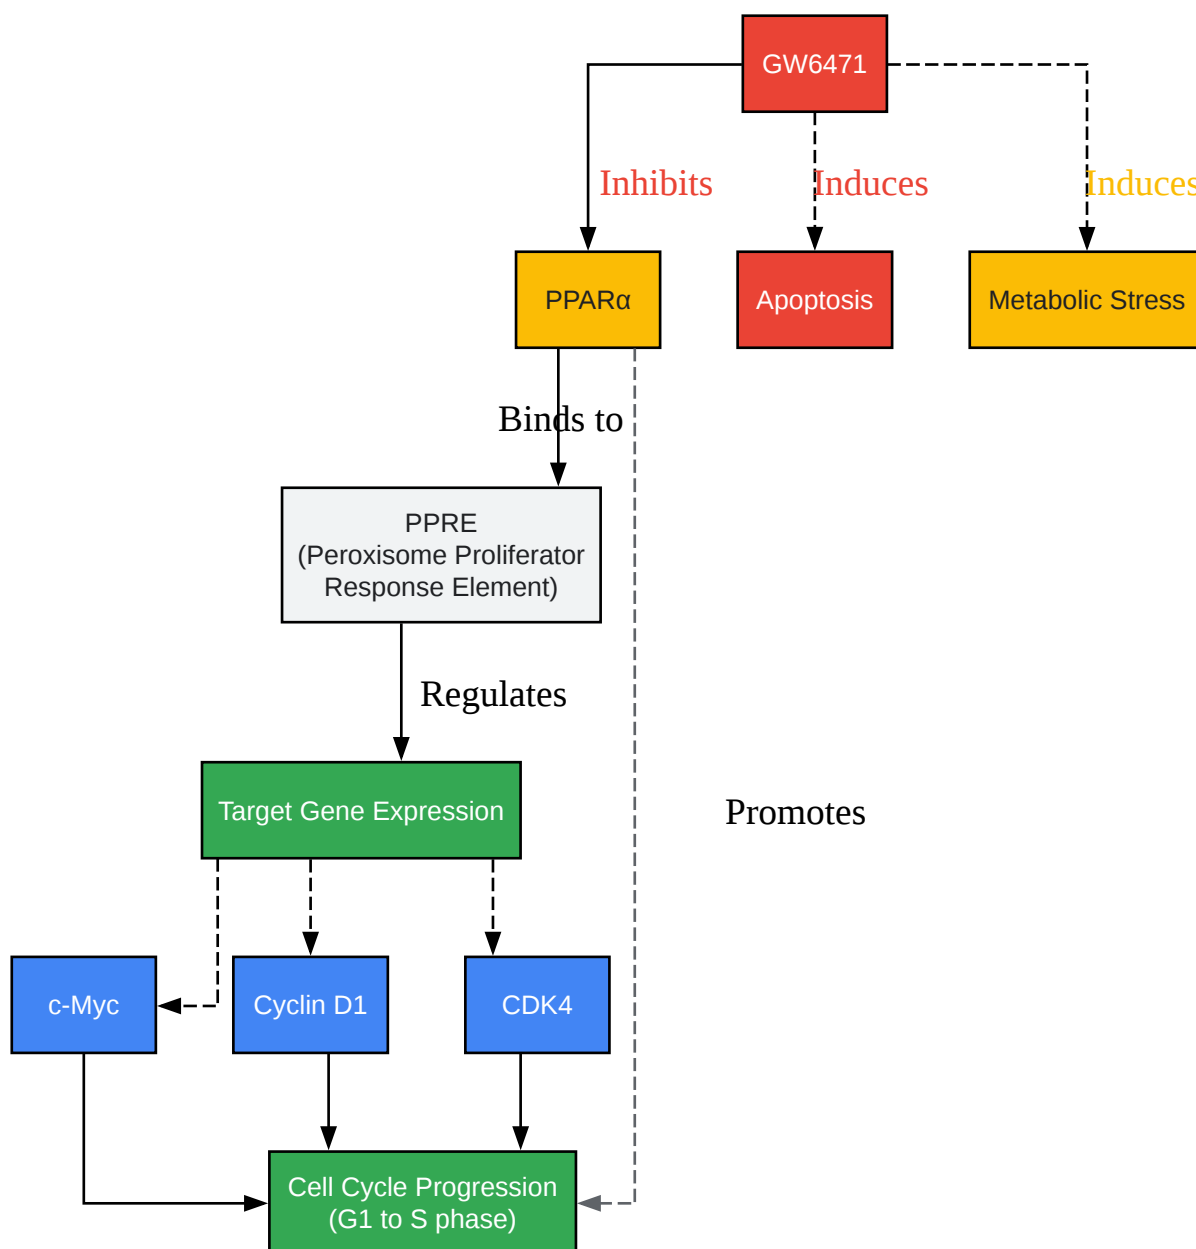 GW6471
Inhibits
Induces
Induces
PPARα
Apoptosis
Metabolic Stress
Binds to
PPRE
(Peroxisome Proliferator
Response Element)
Regulates
Target Gene Expression
Promotes
c-Myc
Cyclin D1
CDK4
Cell Cycle Progression
(G1 to S phase)